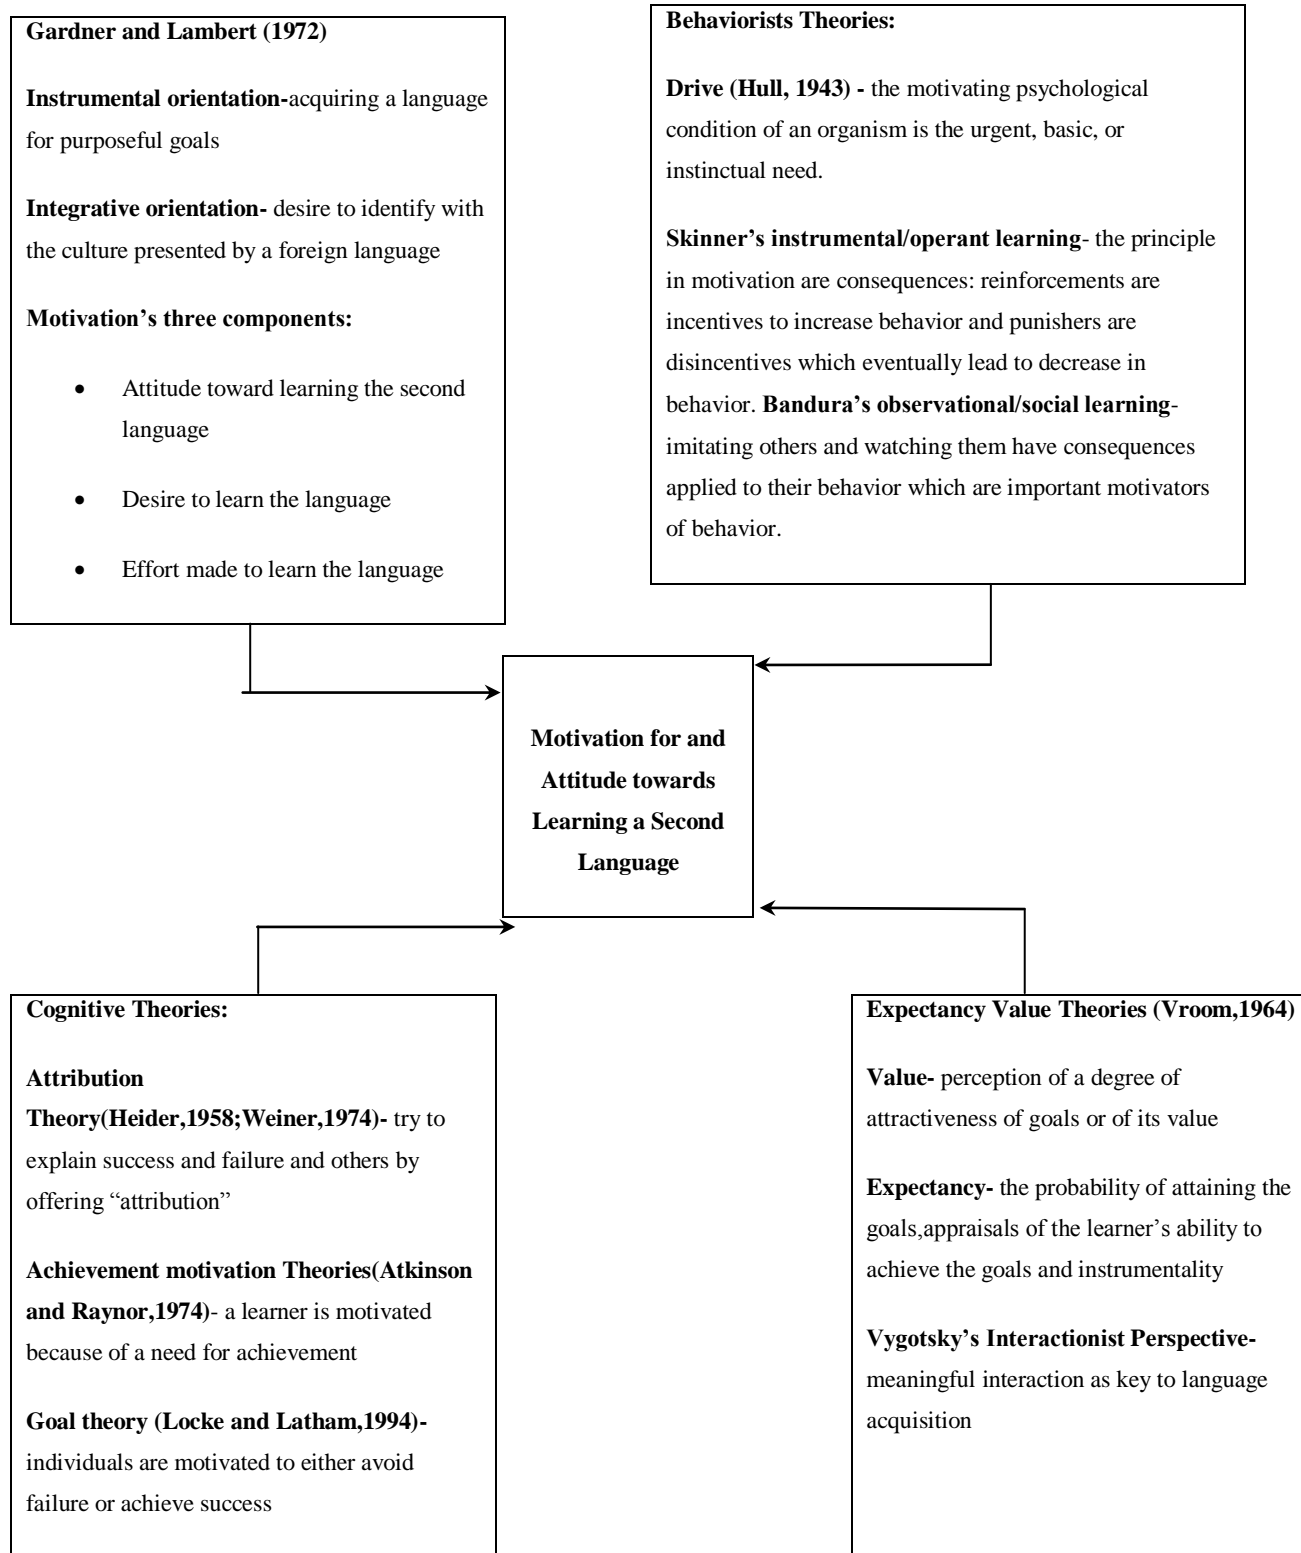 Gardner and Lambert (1972)
Instrumental orientation-acquiring a language
for purposeful goals
Integrative orientation- desire to identify with
the culture presented by a foreign language
Motivation’s three components:
• Attitude toward learning the second
language
• Desire to learn the language
• Effort made to learn the language
Behaviorists Theories:
Drive (Hull, 1943) - the motivating psychological
condition of an organism is the urgent, basic, or
instinctual need.
Skinner’s instrumental/operant learning- the principle
in motivation are consequences: reinforcements are
incentives to increase behavior and punishers are
disincentives which eventually lead to decrease in
behavior. Bandura’s observational/social learning-
imitating others and watching them have consequences
applied to their behavior which are important motivators
of behavior.
Motivation for and
Attitude towards
Learning a Second
Language
Cognitive Theories:
Attribution
Theory(Heider,1958;Weiner,1974)- try to
explain success and failure and others by
offering “attribution”
Achievement motivation Theories(Atkinson
and Raynor,1974)- a learner is motivated
because of a need for achievement
Goal theory (Locke and Latham,1994)-
individuals are motivated to either avoid
failure or achieve success
Expectancy Value Theories (Vroom,1964)
Value- perception of a degree of
attractiveness of goals or of its value
Expectancy- the probability of attaining the
goals,appraisals of the learner’s ability to
achieve the goals and instrumentality
Vygotsky’s Interactionist Perspective-
meaningful interaction as key to language
acquisition